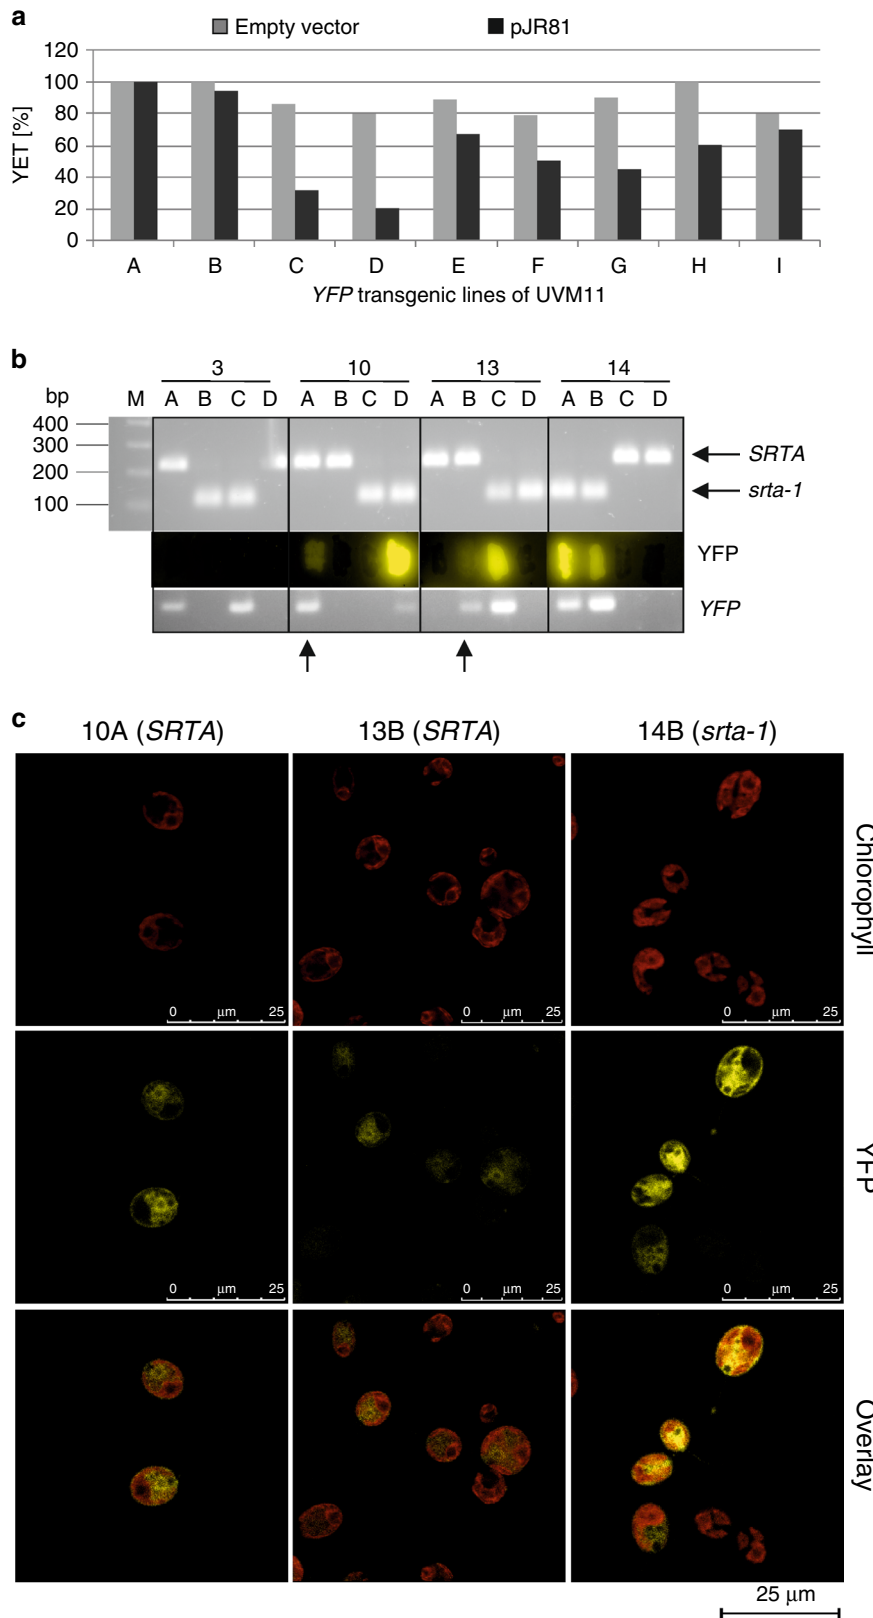 a
Empty vector pJR81
120
100
80
60
40
20
0
YET [%]
A B C D E F G H I
YFP transgenic lines of UVM11
b
3 10 13 14
bp M A B C D A B C D A B C D A B C D
400
300
200
100
SRTA
srta-1
YFP
YFP
c
10A (SRTA) 13B (SRTA) 14B (srta-1)
Chlorophyll
0 μm 25 0 μm 25 0 μm 25
YFP
0 μm 25 0 μm 25 0 μm 25
Overlay
25 μm